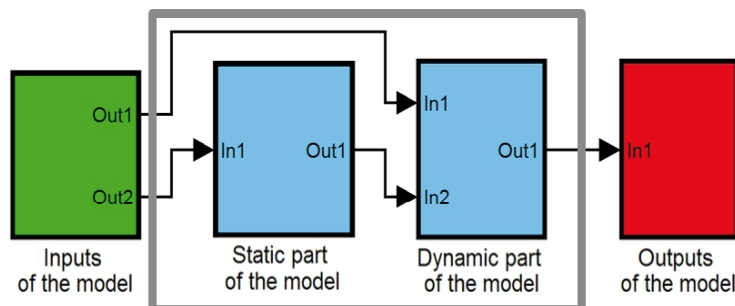 Out1
Out2
In1
Out1
In1
In2
Out1
In1
Inputs
of the model
Static part
of the model
Dynamic part
of the model
Outputs
of the model